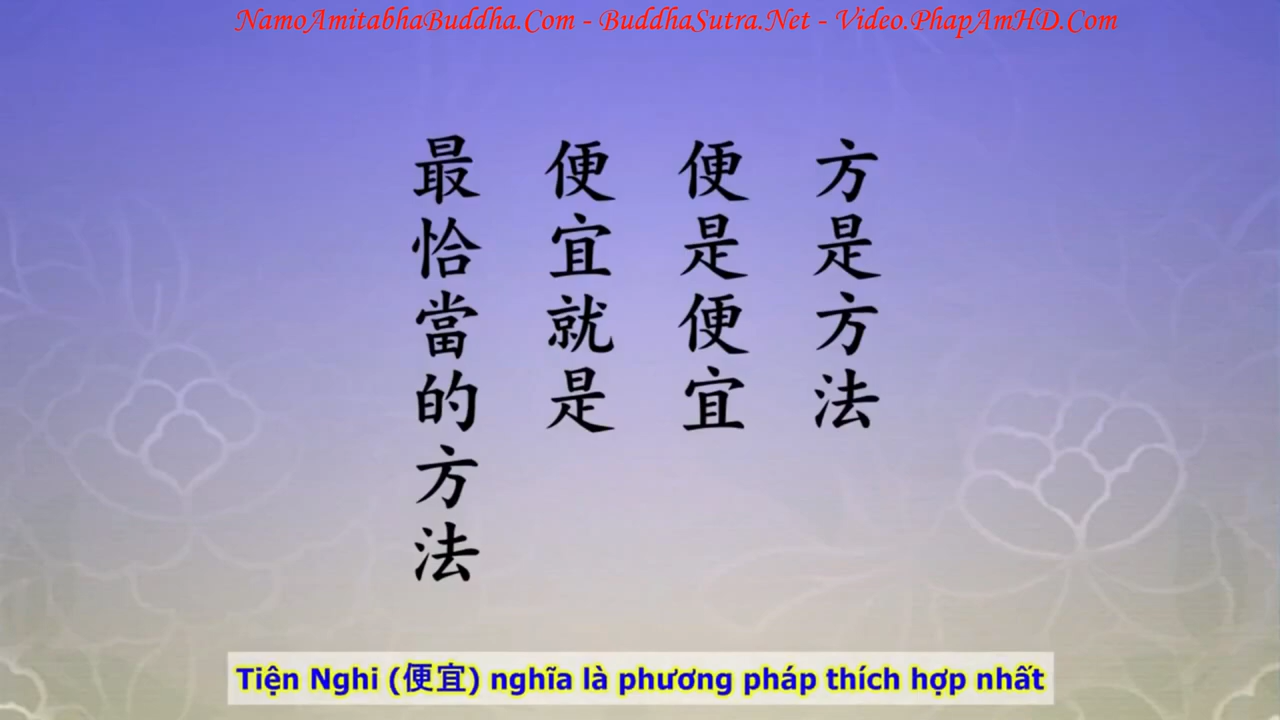 NamoAmitabhaBuddha.Com - BuddhaSutra.Net - Video.PhapAmHD.Com
方是方法
便是便宜
便宜就是
最恰當的方法
Tiện Nghi (便宜) nghĩa là phương pháp thích hợp nhất